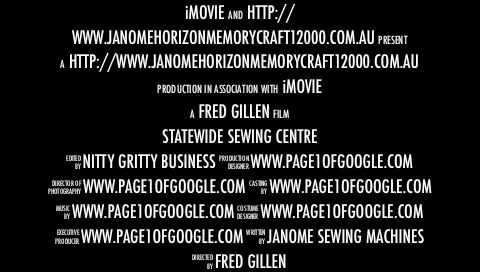 iMOVIE AND HTTP://
WWW.JANOMEHORIZONMEMORYCRAFT12000.COM.AU PRESENT
A HTTP://WWW.JANOMEHORIZONMEMORYCRAFT12000.COM.AU
PRODUCTION IN ASSOCIATION WITH iMOVIE
A FRED GILLEN FILM
STATEWIDE SEWING CENTRE
EDITED BY NITTY GRITTY BUSINESS PRODUCTION DESIGNER WWW.PAGE1OFGOOGLE.COM
DIRECTOR OF PHOTOGRAPHY WWW.PAGE1OFGOOGLE.COM CASTING BY WWW.PAGE1OFGOOGLE.COM
MUSIC BY WWW.PAGE1OFGOOGLE.COM COSTUME DESIGNER WWW.PAGE1OFGOOGLE.COM
EXECUTIVE PRODUCER WWW.PAGE1OFGOOGLE.COM WRITTEN BY JANOME SEWING MACHINES
DIRECTED BY FRED GILLEN